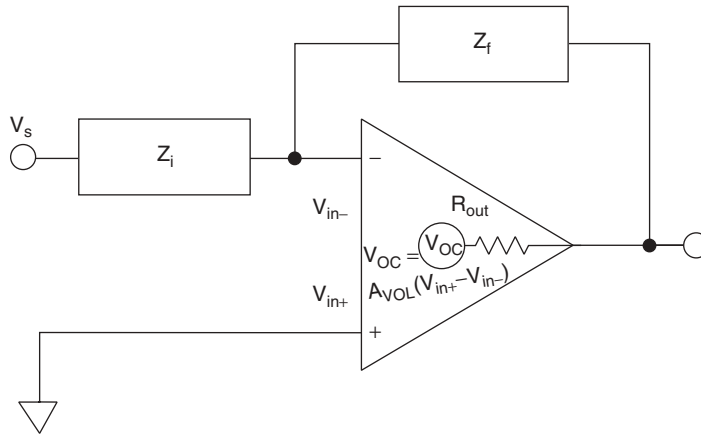 Z_f
V_s
Z_i
−
V_in−
R_out
V_OC = V_OC
V_in+
A_VOL(V_in+−V_in−)
+